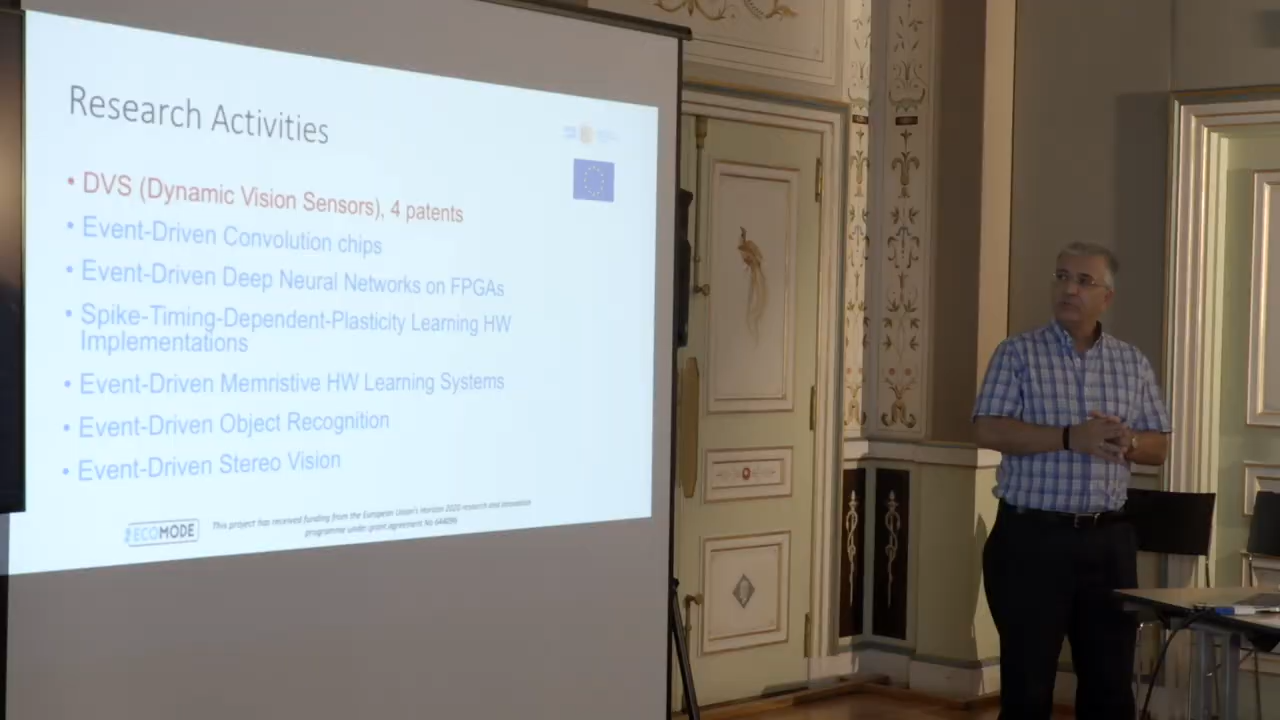 Research Activities
• DVS (Dynamic Vision Sensors), 4 patents
• Event-Driven Convolution chips
• Event-Driven Deep Neural Networks on FPGAs
• Spike-Timing-Dependent-Plasticity Learning HW
Implementations
• Event-Driven Memristive HW Learning Systems
• Event-Driven Object Recognition
• Event-Driven Stereo Vision
ECOMODE
This project has received funding from the European Union's Horizon 2020 research and innovation
programme under grant agreement No 644096